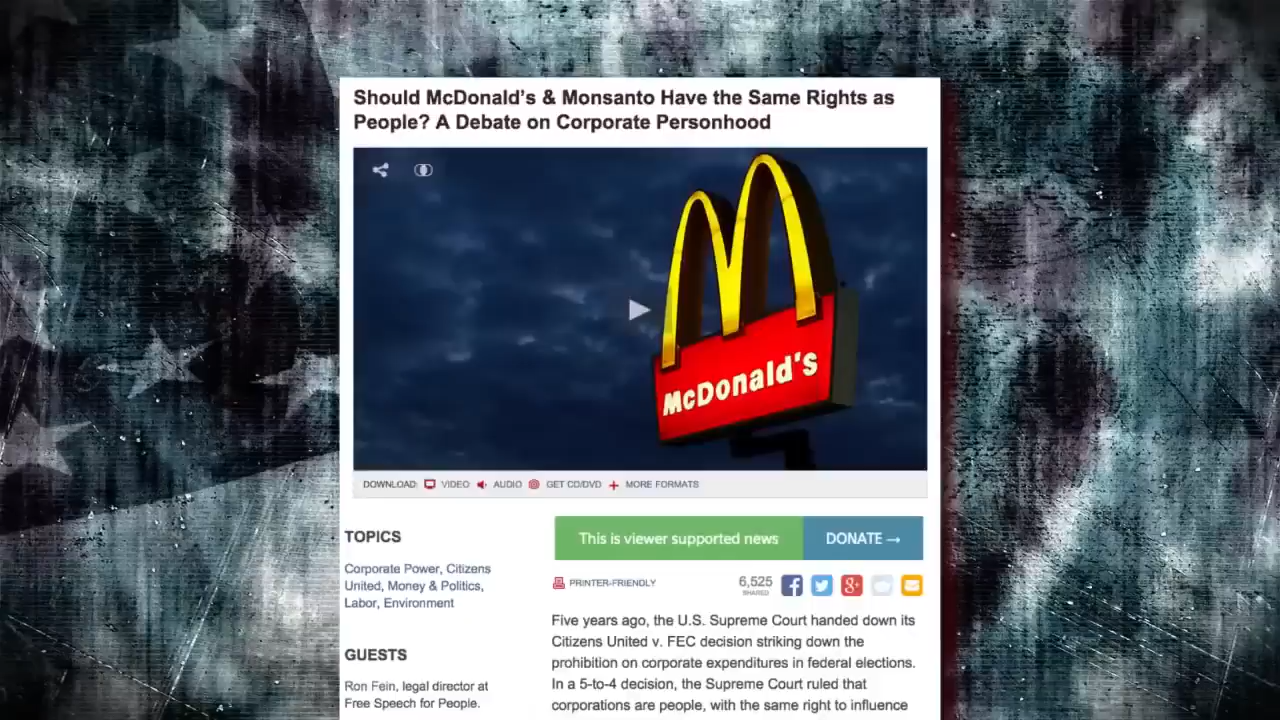 Should McDonald's & Monsanto Have the Same Rights as
People? A Debate on Corporate Personhood
McDonald's
DOWNLOAD: VIDEO AUDIO GET CD/DVD MORE FORMATS
TOPICS
Corporate Power, Citizens
United, Money & Politics,
Labor, Environment
GUESTS
Ron Fein, legal director at
Free Speech for People.
This is viewer supported news DONATE →
PRINTER-FRIENDLY 6,525
SHARED
Five years ago, the U.S. Supreme Court handed down its
Citizens United v. FEC decision striking down the
prohibition on corporate expenditures in federal elections.
In a 5-to-4 decision, the Supreme Court ruled that
corporations are people, with the same right to influence